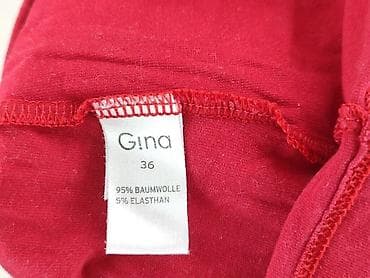 Gina
36
95% BAUMWOLLE
5% ELASTHAN